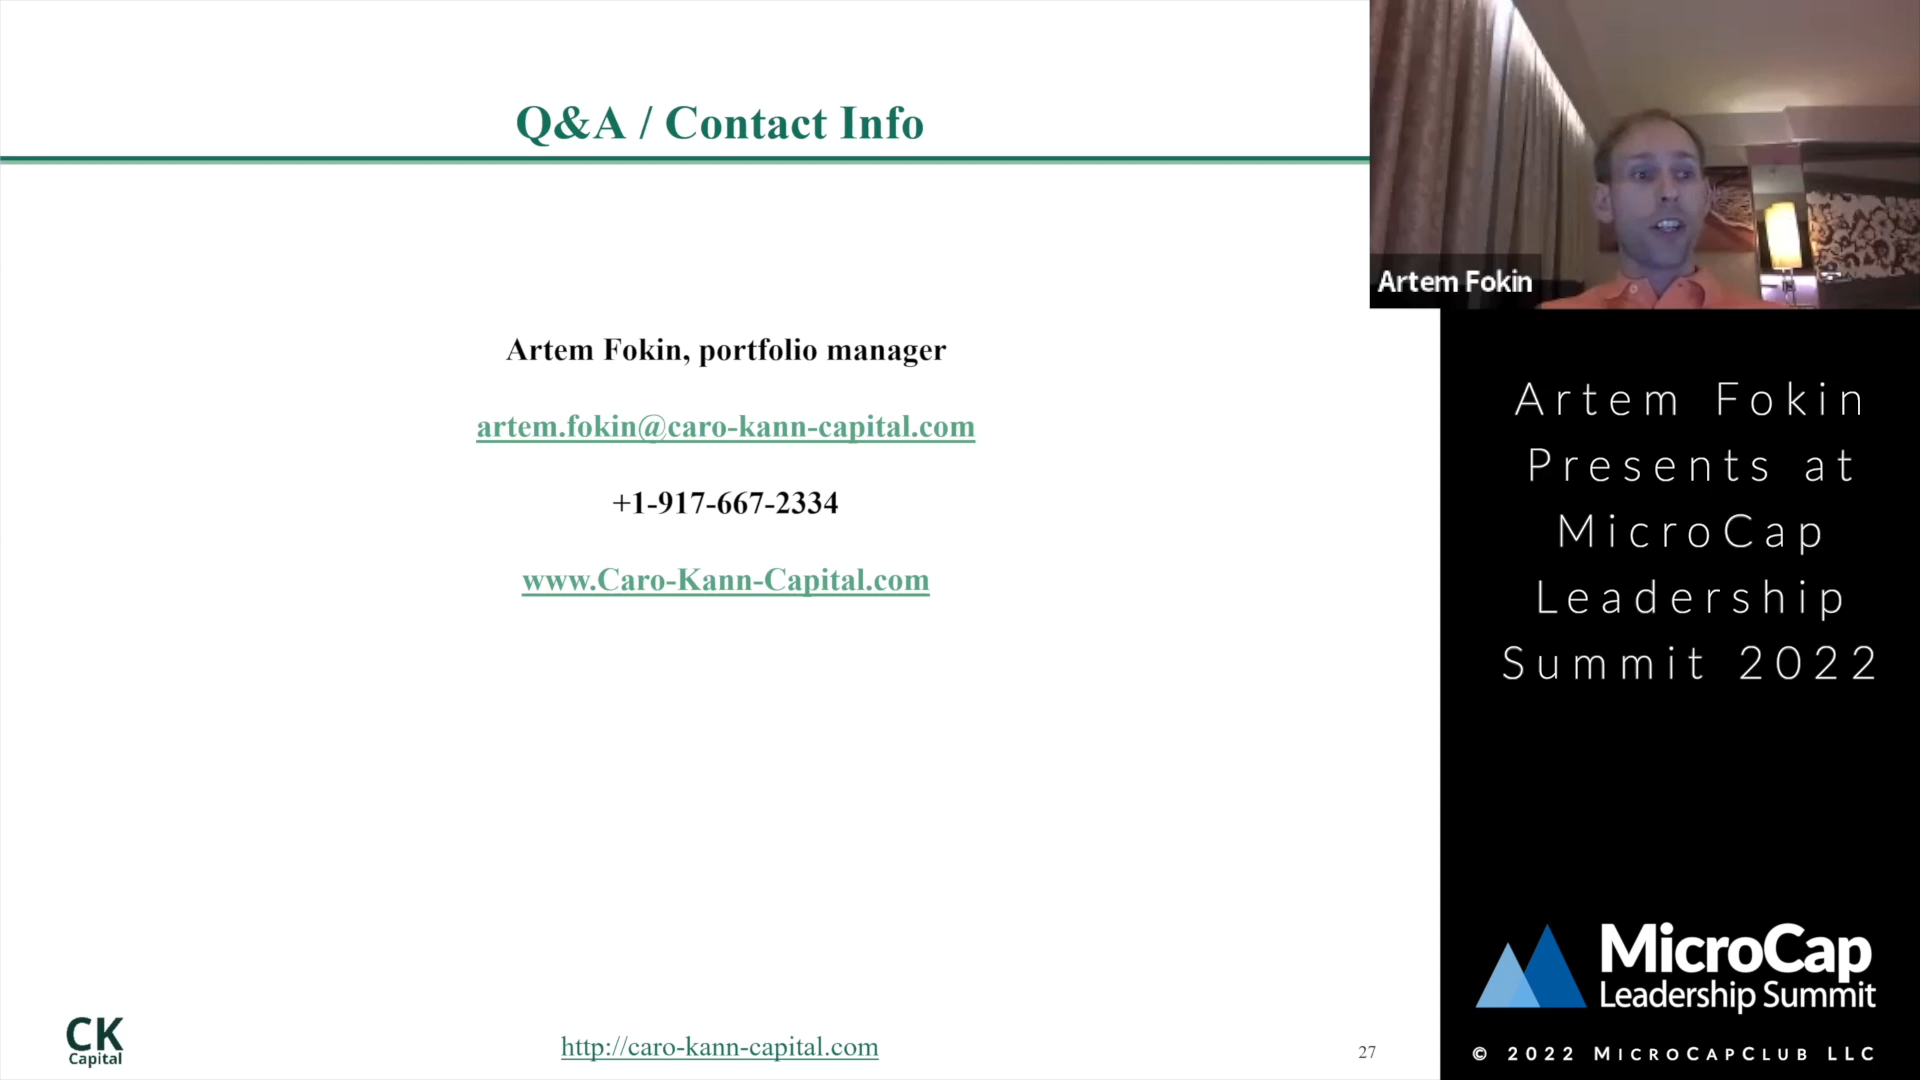 Q&A / Contact Info
Artem Fokin, portfolio manager
artem.fokin@caro-kann-capital.com
+1-917-667-2334
www.Caro-Kann-Capital.com
CK
Capital
http://caro-kann-capital.com
27
Artem Fokin
Artem Fokin
Presents at
MicroCap
Leadership
Summit 2022
MicroCap
Leadership Summit
© 2022 MicroCapClub LLC